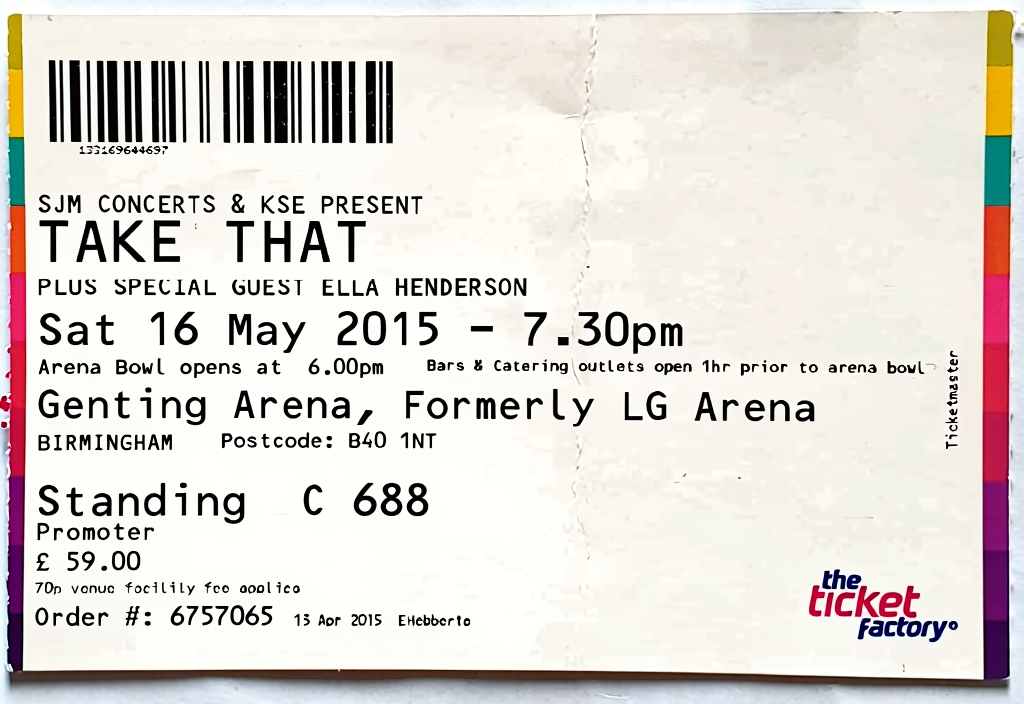 133169644697
SJM CONCERTS & KSE PRESENT
TAKE THAT
PLUS SPECIAL GUEST ELLA HENDERSON
Sat 16 May 2015 - 7.30pm
Arena Bowl opens at 6.00pm Bars & Catering outlets open 1hr prior to arena bowl
Genting Arena, Formerly LG Arena
BIRMINGHAM Postcode: B40 1NT
Standing C 688
Promoter
£ 59.00
70p venue facility fee applies
Order #: 6757065 13 Apr 2015
Ticketmaster
the
ticket
factory